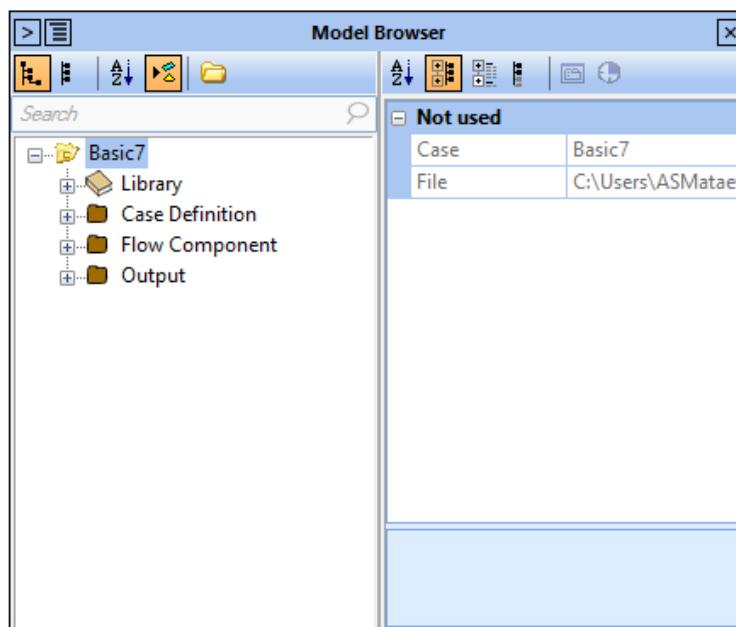 Model Browser
Search
Basic7
Library
Case Definition
Flow Component
Output
Not used
Case Basic7
File C:\Users\ASMatae